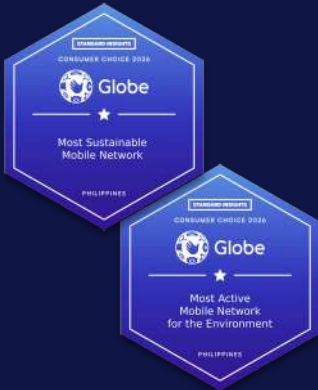 STANDARD INSIGHTS
CONSUMER CHOICE 2026
Globe
Most Sustainable
Mobile Network
PHILIPPINES
STANDARD INSIGHTS
CONSUMER CHOICE 2026
Globe
Most Active
Mobile Network
for the Environment
PHILIPPINES